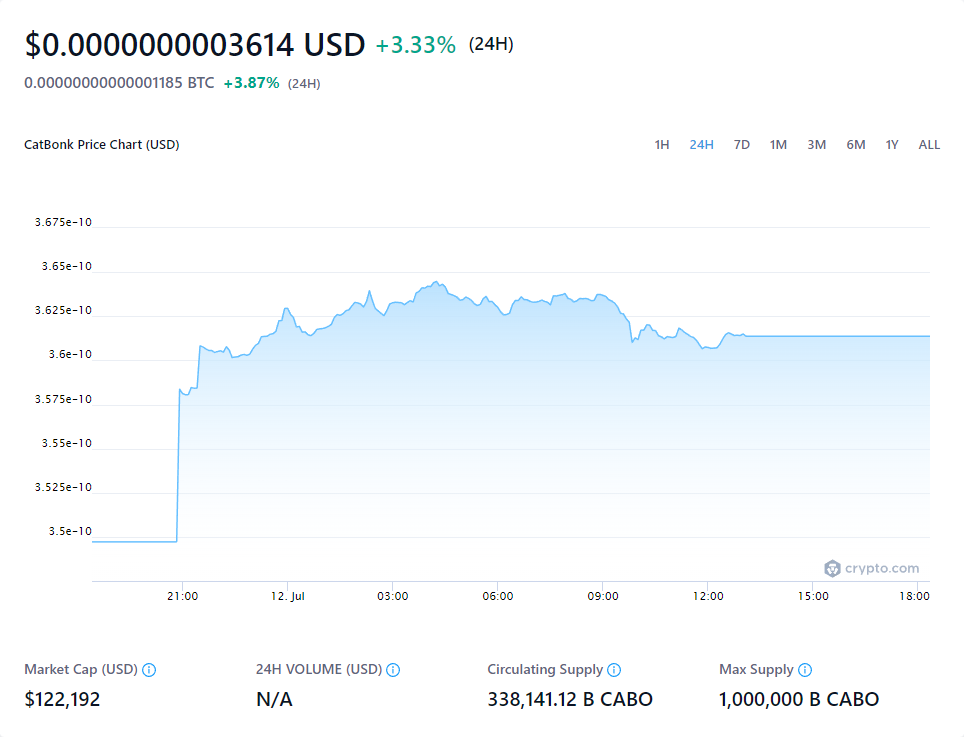 $0.0000000003614 USD +3.33% (24H)
0.00000000000001185 BTC +3.87% (24H)
CatBonk Price Chart (USD) 1H 24H 7D 1M 3M 6M 1Y ALL
3.675e-10
3.65e-10
3.625e-10
3.6e-10
3.575e-10
3.55e-10
3.525e-10
3.5e-10
crypto.com
21:00 12. Jul 03:00 06:00 09:00 12:00 15:00 18:00
Market Cap (USD) 24H VOLUME (USD) Circulating Supply Max Supply
$122,192 N/A 338,141.12 B CABO 1,000,000 B CABO